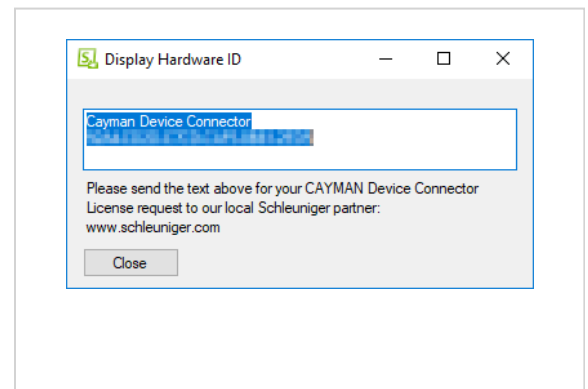 Display Hardware ID
Cayman Device Connector
Please send the text above for your CAYMAN Device Connector
License request to our local Schleuniger partner:
www.schleuniger.com
Close